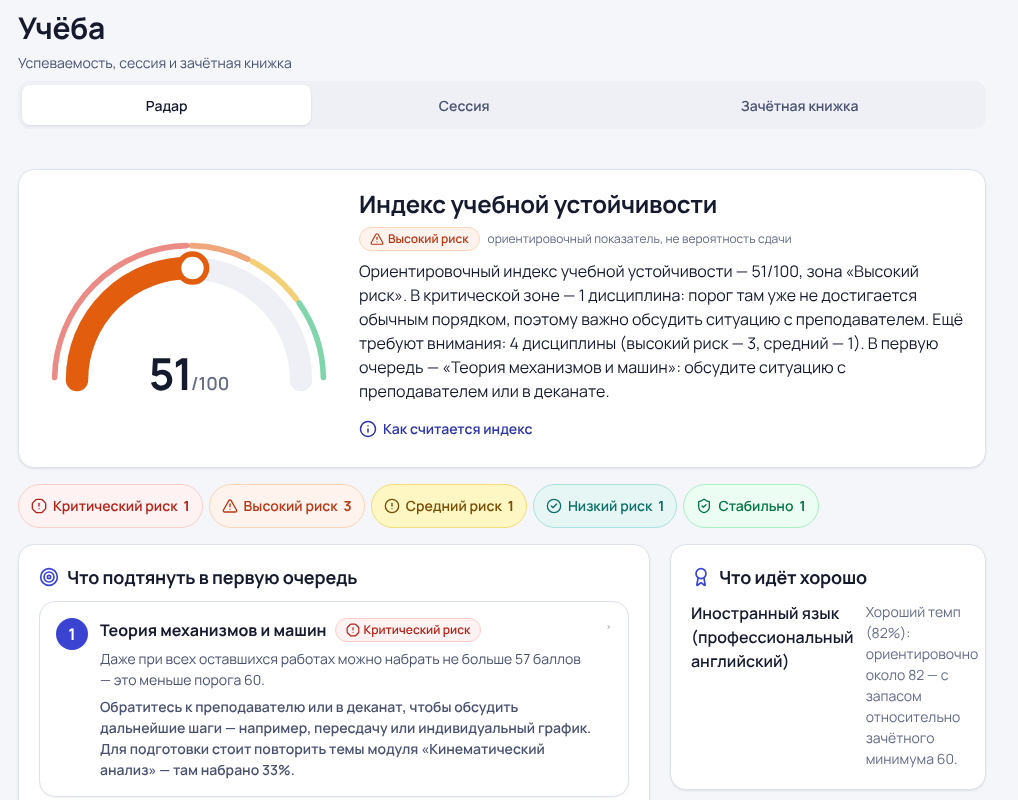 Учёба
Успеваемость, сессия и зачётная книжка
Радар
Сессия
Зачётная книжка
51/100
Индекс учебной устойчивости
Высокий риск
ориентировочный показатель, не вероятность сдачи
Ориентировочный индекс учебной устойчивости — 51/100, зона «Высокий
риск». В критической зоне — 1 дисциплина: порог там уже не достигается
обычным порядком, поэтому важно обсудить ситуацию с преподавателем. Ещё
требуют внимания: 4 дисциплины (высокий риск — 3, средний — 1). В первую
очередь — «Теория механизмов и машин»: обсудите ситуацию с
преподавателем или в деканате.
Как считается индекс
Критический риск 1
Высокий риск 3
Средний риск 1
Низкий риск 1
Стабильно 1
Что подтянуть в первую очередь
1
Теория механизмов и машин
Критический риск
Даже при всех оставшихся работах можно набрать не больше 57 баллов
— это меньше порога 60.
Обратитесь к преподавателю или в деканат, чтобы обсудить
дальнейшие шаги — например, пересдачу или индивидуальный график.
Для подготовки стоит повторить темы модуля «Кинематический
анализ» — там набрано 33%.
Что идёт хорошо
Иностранный язык
(профессиональный
английский)
Хороший темп
(82%):
ориентировочно
около 82 — с
запасом
относительно
зачётного
минимума 60.